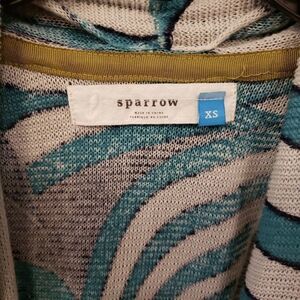 sparrow
XS
MADE IN CHINA
FABRIQUÉ EN CHINE